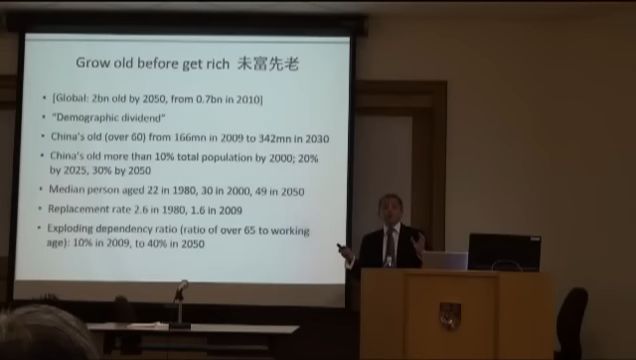 Grow old before get rich 未富先老
• [Global: 2bn old by 2050, from 0.7bn in 2010]
• "Demographic dividend"
• China's old (over 60) from 166mn in 2009 to 342mn in 2030
• China's old more than 10% total population by 2000; 20%
by 2025, 30% by 2050
• Median person aged 22 in 1980, 30 in 2000, 49 in 2050
• Replacement rate 2.6 in 1980, 1.6 in 2009
• Exploding dependency ratio (ratio of over 65 to working
age): 10% in 2009, to 40% in 2050